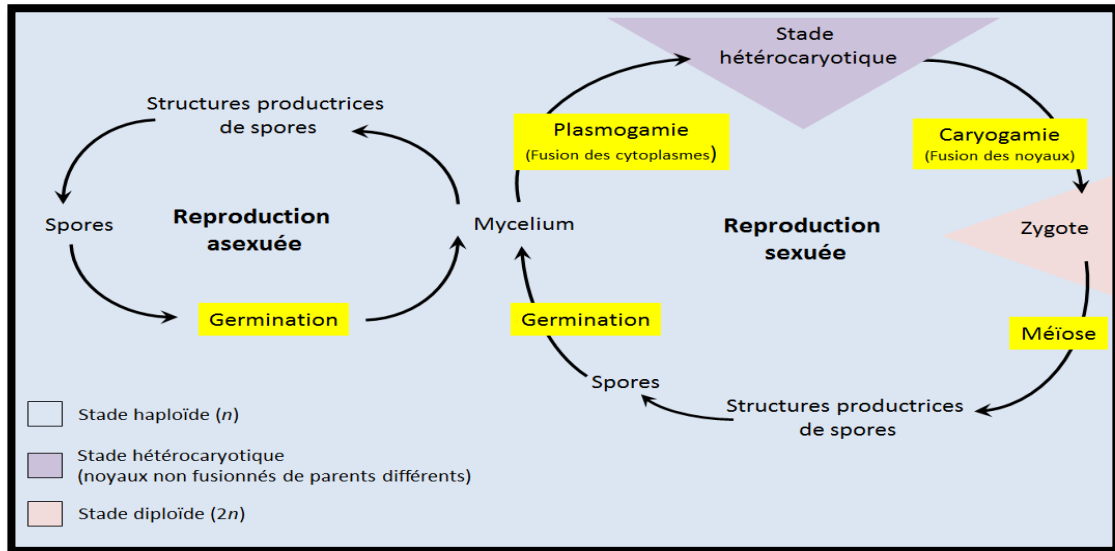 Stade
hétérocaryotique
Structures productrices
de spores
Plasmogamie
(Fusion des cytoplasmes)
Caryogamie
(Fusion des noyaux)
Spores
Reproduction
asexuée
Mycelium
Reproduction
sexuée
Zygote
Germination
Germination
Méïose
Spores
Structures productrices
de spores
Stade haploïde (n)
Stade hétérocaryotique
(noyaux non fusionnés de parents différents)
Stade diploïde (2n)